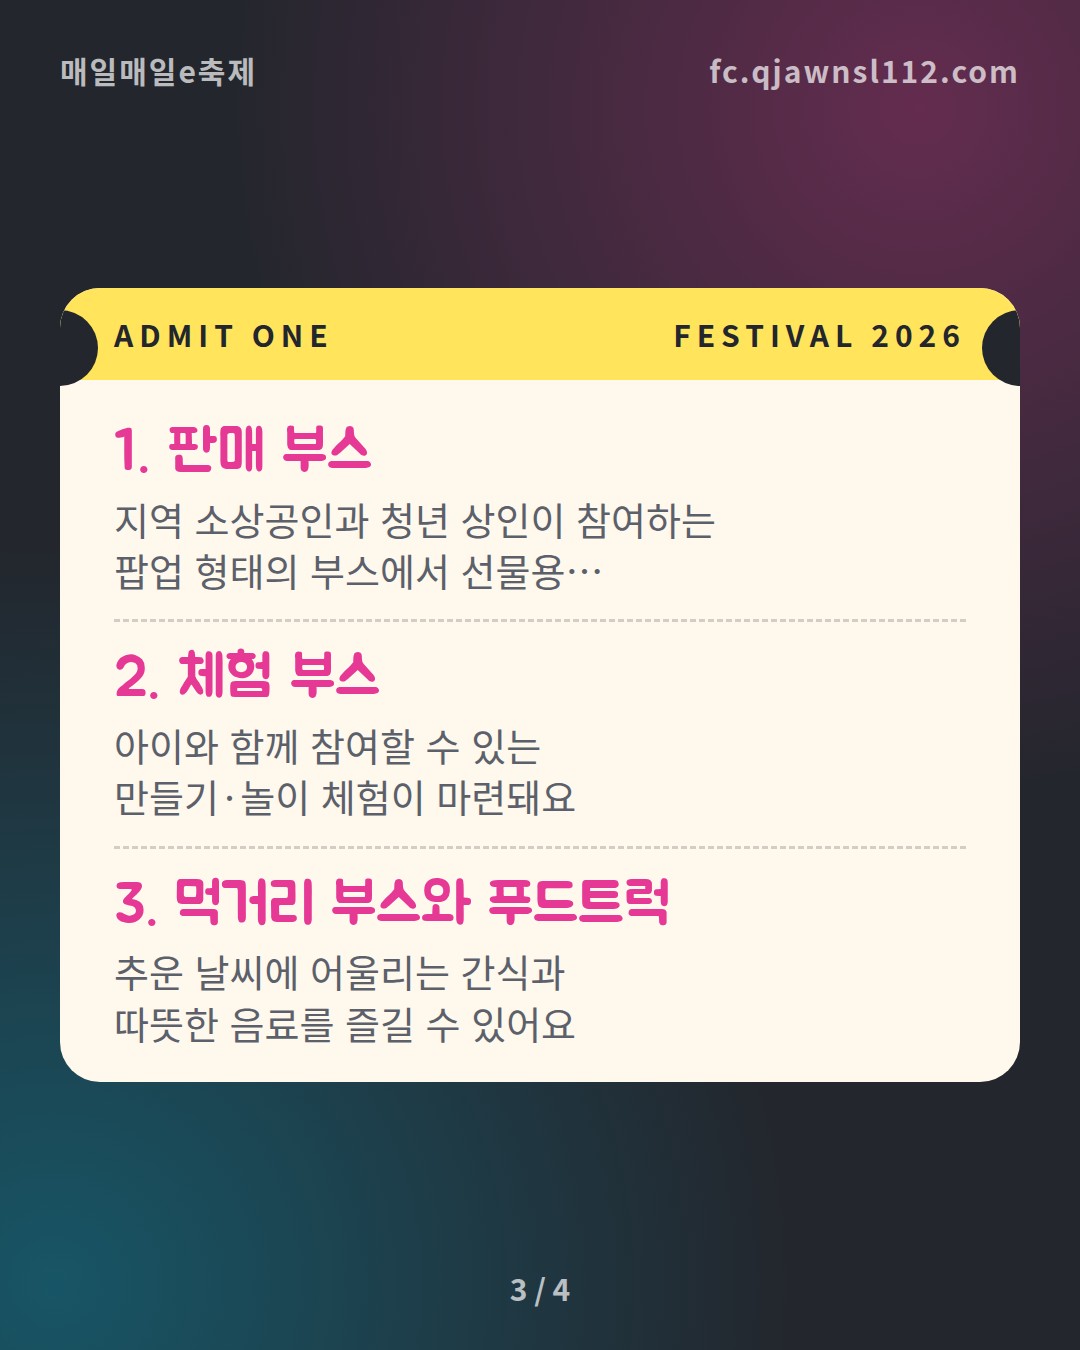 매일매일e축제
fc.qjawnsl112.com
ADMIT ONE
FESTIVAL 2026
1. 판매 부스
지역 소상공인과 청년 상인이 참여하는
팝업 형태의 부스에서 선물용…
2. 체험 부스
아이와 함께 참여할 수 있는
만들기·놀이 체험이 마련돼요
3. 먹거리 부스와 푸드트럭
추운 날씨에 어울리는 간식과
따뜻한 음료를 즐길 수 있어요
3 / 4